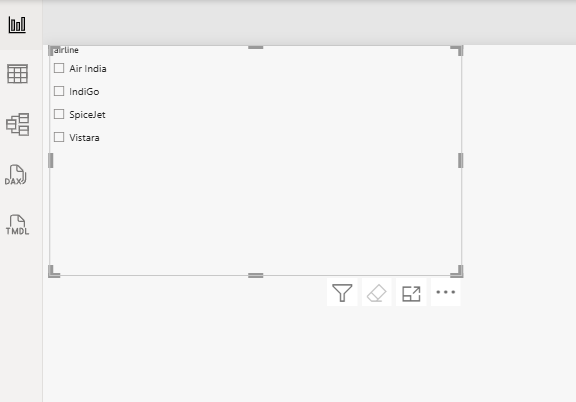 airline
Air India
IndiGo
SpiceJet
Vistara
DAX
TMDL